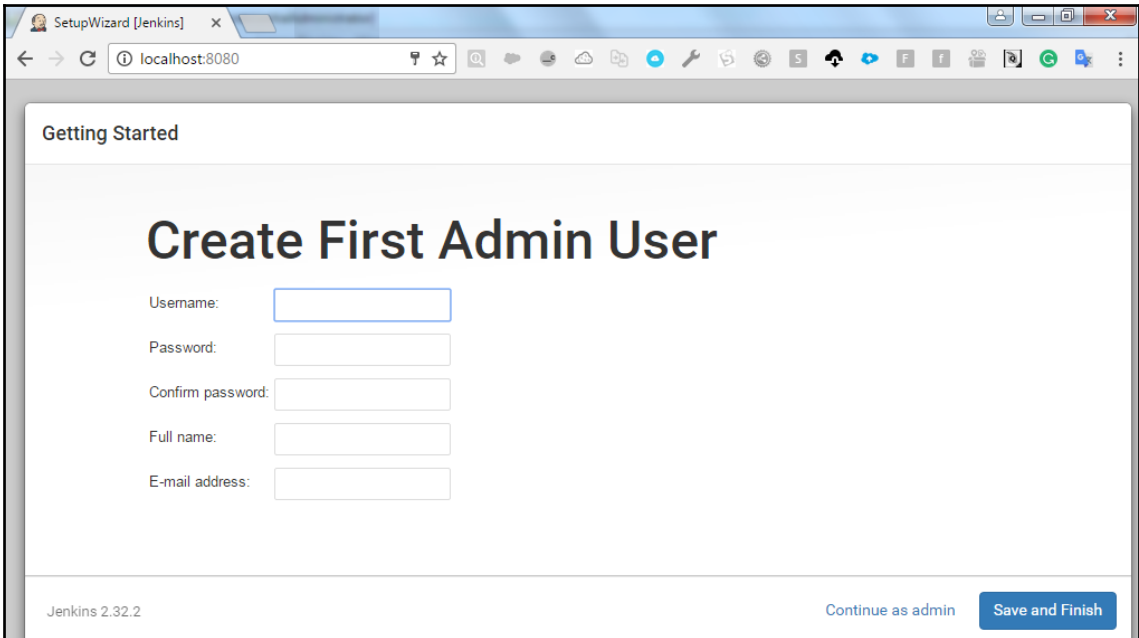 SetupWizard [Jenkins]
localhost:8080
Getting Started
Create First Admin User
Username:
Password:
Confirm password:
Full name:
E-mail address:
Jenkins 2.32.2
Continue as admin
Save and Finish